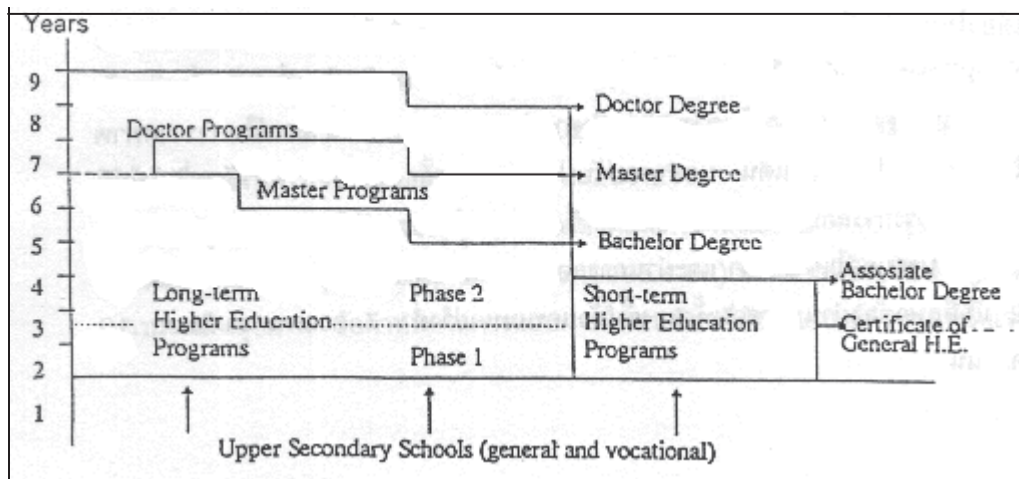 Years
9
Doctor Degree
8
Doctor Programs
7
Master Programs
Master Degree
6
5
Bachelor Degree
4
Long-term
Higher Education
Programs
Phase 2
Short-term
Higher Education
Programs
Assosiate
Bachelor Degree
3
Certificate of
General H.E.
Phase 1
2
1
Upper Secondary Schools (general and vocational)